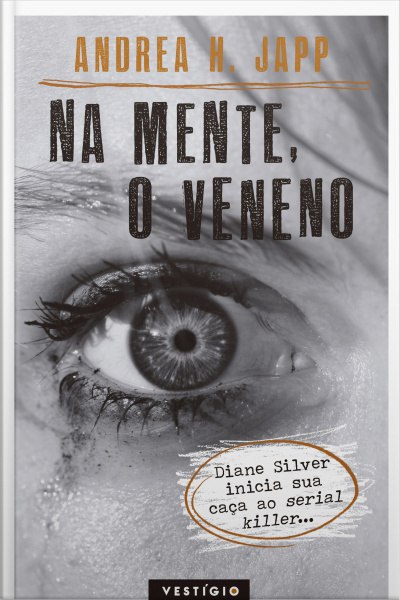 ANDREA H. JAPP
NA MENTE,
O VENENO
Diane Silver
inicia sua
caça ao serial
killer...
VESTÍGIO